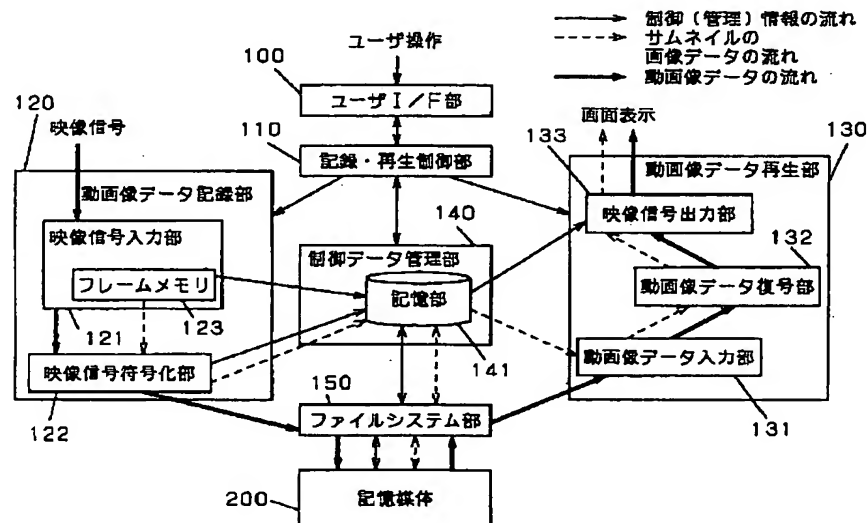 制御（管理）情報の流れ
サムネイルの
画像データの流れ
動画像データの流れ
ユーザ操作
100
ユーザI／F部
110
記録・再生制御部
120
映像信号
動画像データ記録部
映像信号入力部
フレームメモリ
121
123
映像信号符号化部
122
140
制御データ管理部
記憶部
141
150
ファイルシステム部
200
記憶媒体
画面表示
133
130
動画像データ再生部
映像信号出力部
132
動画像データ復号部
動画像データ入力部
131